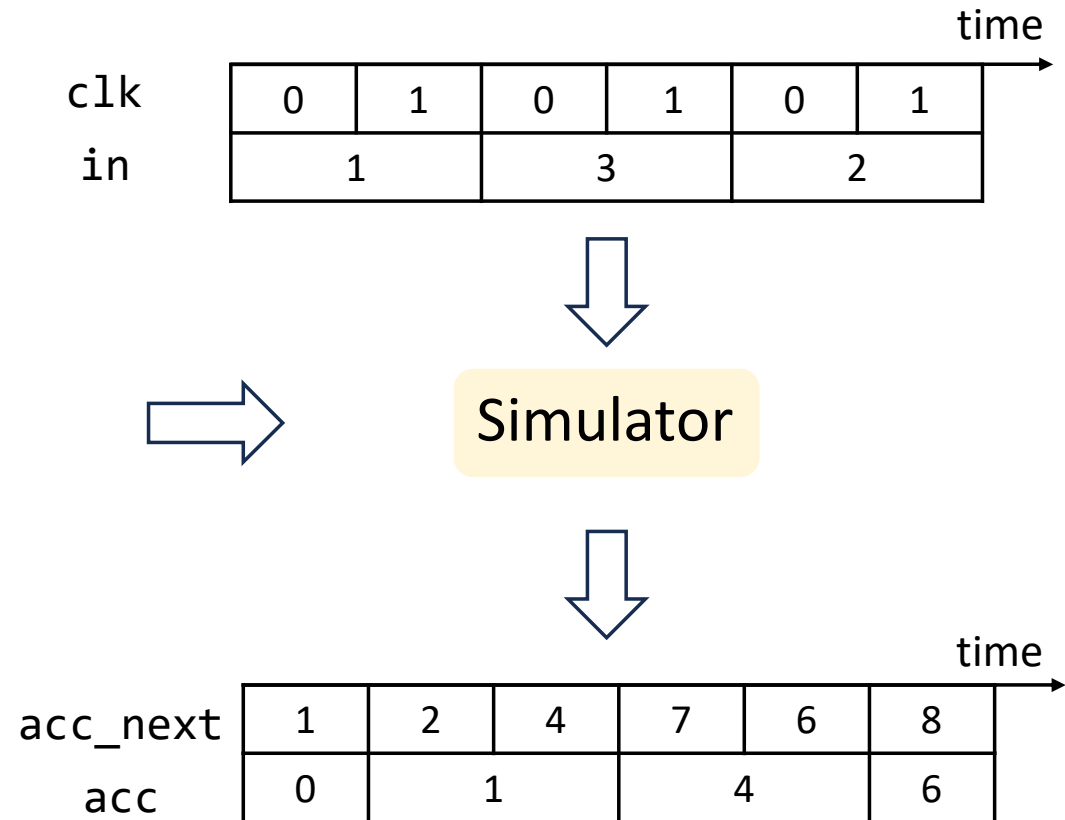 time
clk 0 1 0 1 0 1
in 1 3 2
Simulator
time
acc_next 1 2 4 7 6 8
acc 0 1 4 6